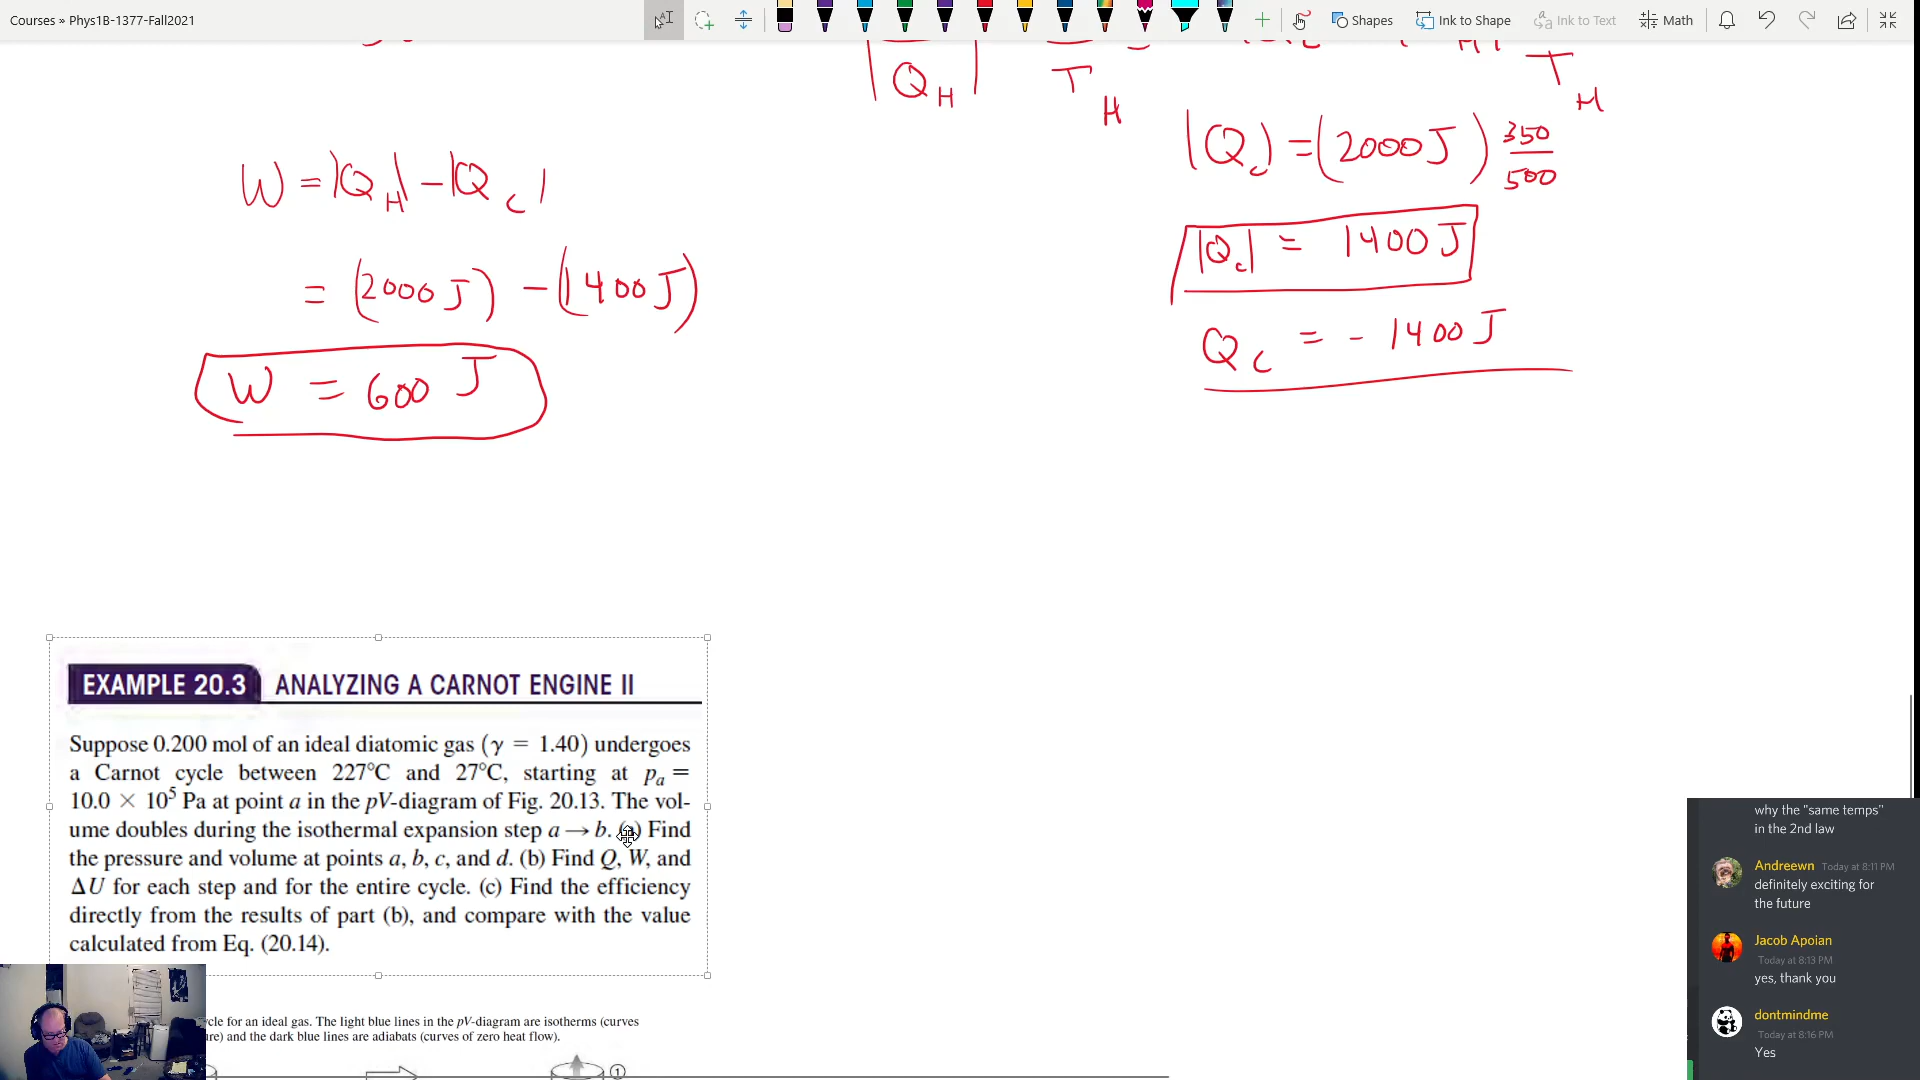 Courses » Phys1B-1377-Fall2021
Shapes
Ink to Shape
Ink to Text
Math
|Q_H|
T_H
T_H
W = |Q_H| - |Q_c|
= (2000 J) - (1400 J)
W = 600 J
|Q_c| = (2000 J) 350/500
|Q_c| = 1400 J
Q_c = - 1400 J
EXAMPLE 20.3 ANALYZING A CARNOT ENGINE II
Suppose 0.200 mol of an ideal diatomic gas (γ = 1.40) undergoes
a Carnot cycle between 227°C and 27°C, starting at p_a =
10.0 × 10⁵ Pa at point a in the pV-diagram of Fig. 20.13. The vol-
ume doubles during the isothermal expansion step a → b. (a) Find
the pressure and volume at points a, b, c, and d. (b) Find Q, W, and
ΔU for each step and for the entire cycle. (c) Find the efficiency
directly from the results of part (b), and compare with the value
calculated from Eq. (20.14).
cle for an ideal gas. The light blue lines in the pV-diagram are isotherms (curves
re) and the dark blue lines are adiabats (curves of zero heat flow).
1
why the "same temps"
in the 2nd law
Andreewn Today at 8:11 PM
definitely exciting for
the future
Jacob Apoian
Today at 8:13 PM
yes, thank you
dontmindme
Today at 8:16 PM
Yes